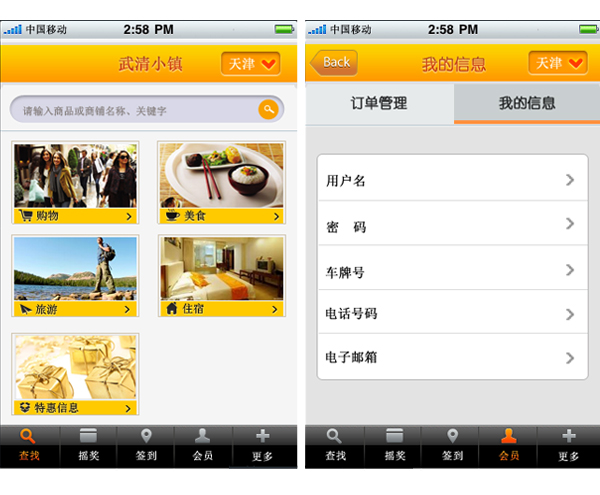 中国移动 2:58 PM
武清小镇 天津
请输入商品或商铺名称、关键字
购物 美食
旅游 住宿
特惠信息
查找 摇奖 签到 会员 更多
中国移动 2:58 PM
Back 我的信息 天津
订单管理 我的信息
用户名
密 码
车牌号
电话号码
电子邮箱
查找 摇奖 签到 会员 更多